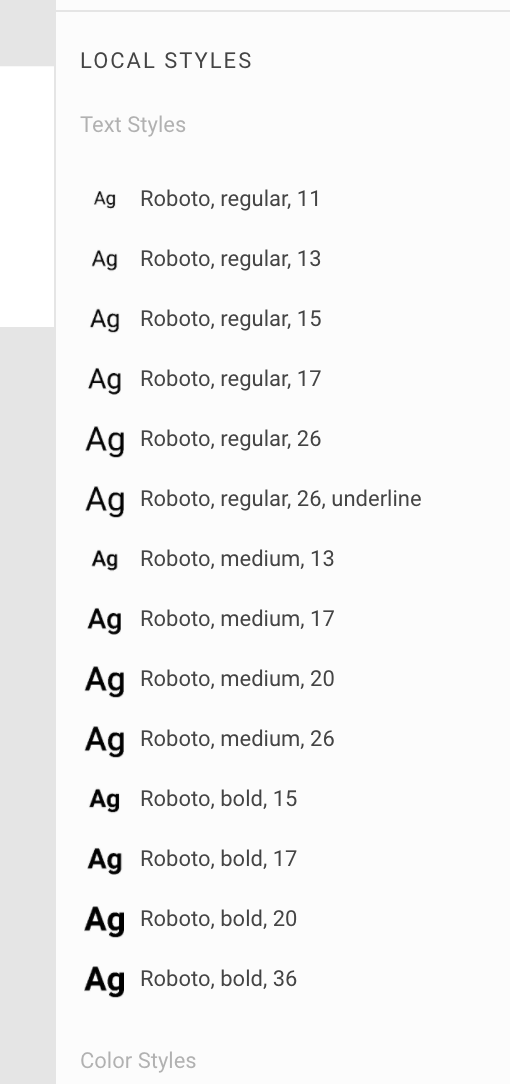 LOCAL STYLES
Text Styles
Ag Roboto, regular, 11
Ag Roboto, regular, 13
Ag Roboto, regular, 15
Ag Roboto, regular, 17
Ag Roboto, regular, 26
Ag Roboto, regular, 26, underline
Ag Roboto, medium, 13
Ag Roboto, medium, 17
Ag Roboto, medium, 20
Ag Roboto, medium, 26
Ag Roboto, bold, 15
Ag Roboto, bold, 17
Ag Roboto, bold, 20
Ag Roboto, bold, 36
Color Styles